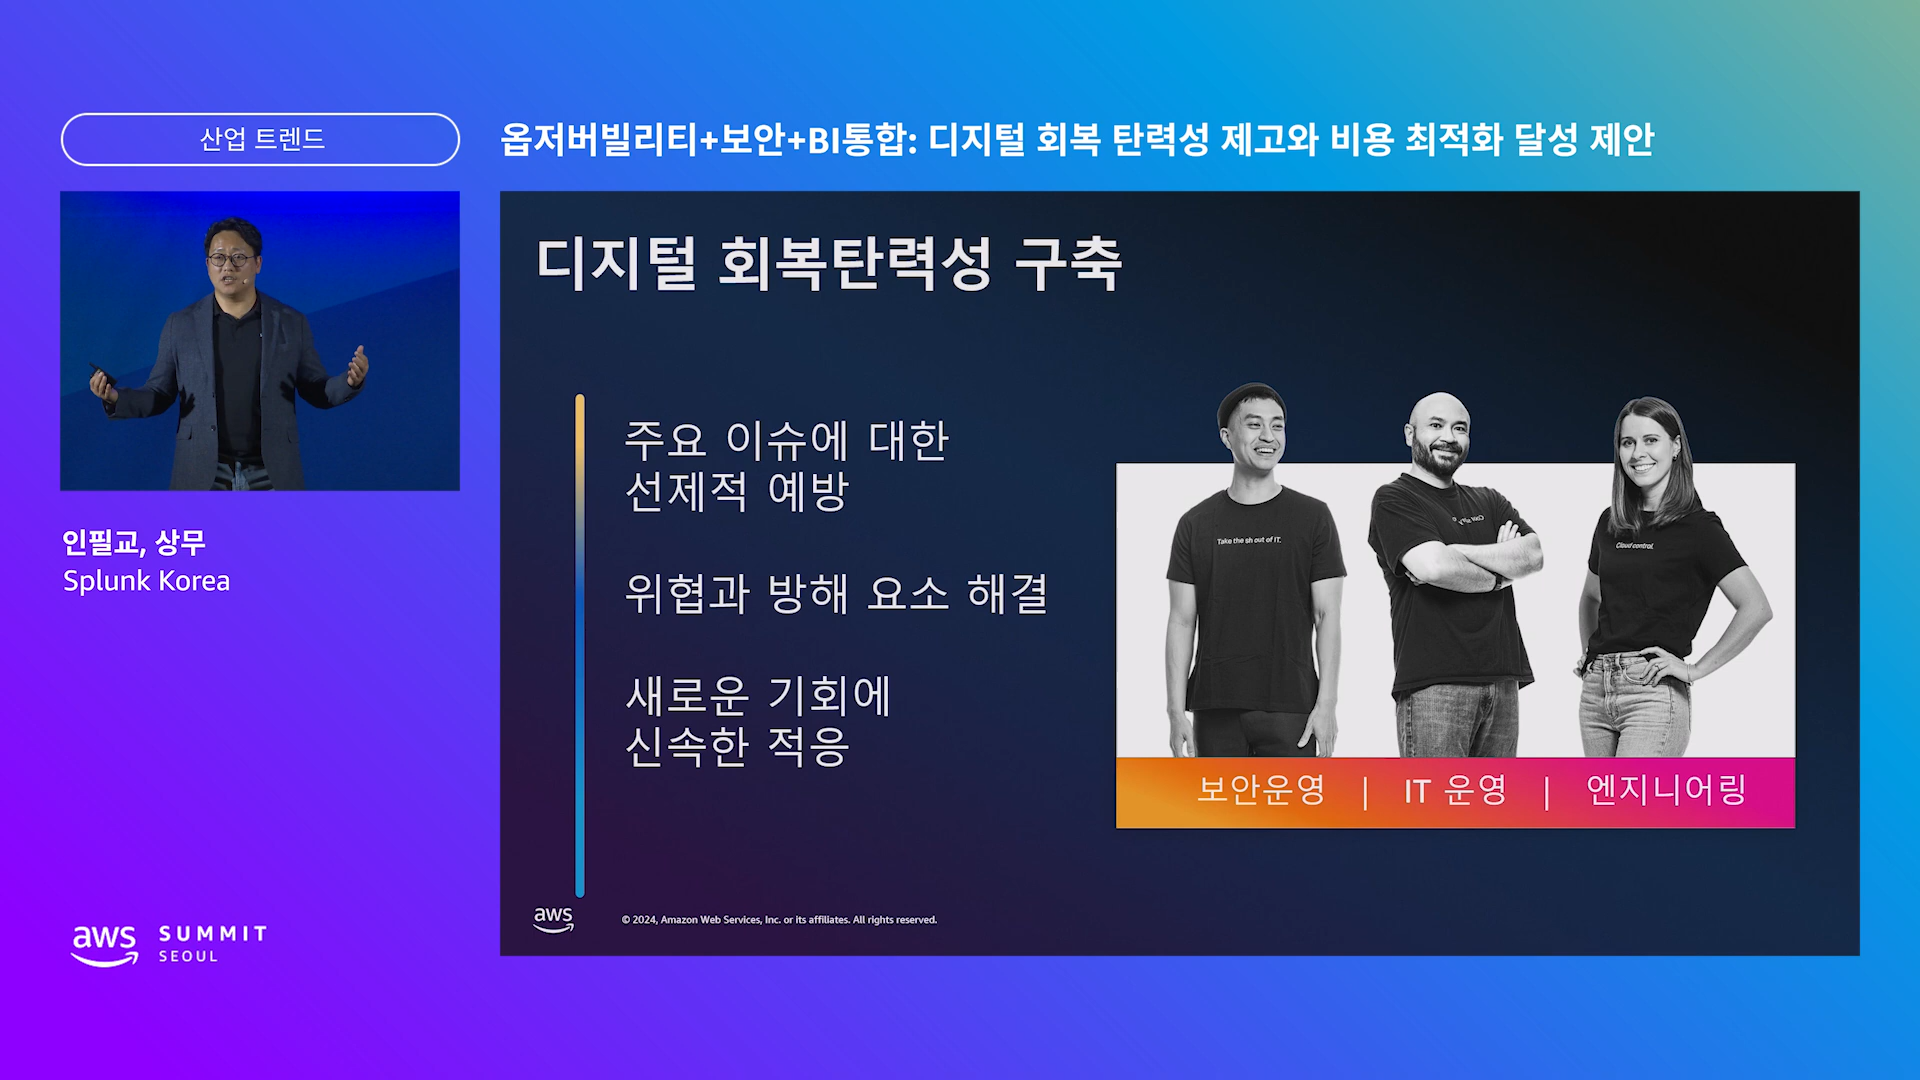 산업 트렌드
옵저버빌리티+보안+BI통합: 디지털 회복 탄력성 제고와 비용 최적화 달성 제안
인필교, 상무
Splunk Korea
디지털 회복탄력성 구축
주요 이슈에 대한
선제적 예방
위협과 방해 요소 해결
새로운 기회에
신속한 적응
Take the sh out of IT.
Cloud control.
보안운영 | IT 운영 | 엔지니어링
aws
© 2024, Amazon Web Services, Inc. or its affiliates. All rights reserved.
aws SUMMIT
SEOUL